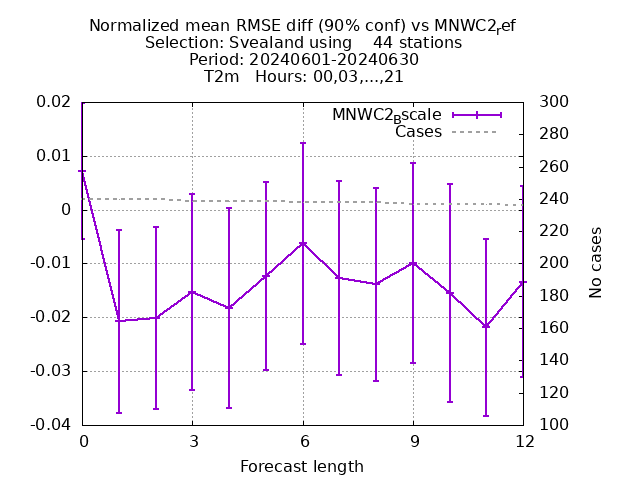 Normalized mean RMSE diff (90% conf) vs MNWC2_ref
Selection: Svealand using    44 stations
Period: 20240601-20240630
T2m   Hours: 00,03,...,21
MNWC2_Bscale
Cases
0.02
0.01
0
-0.01
-0.02
-0.03
-0.04
300
280
260
240
220
200
180
160
140
120
100
No cases
0 3 6 9 12
Forecast length